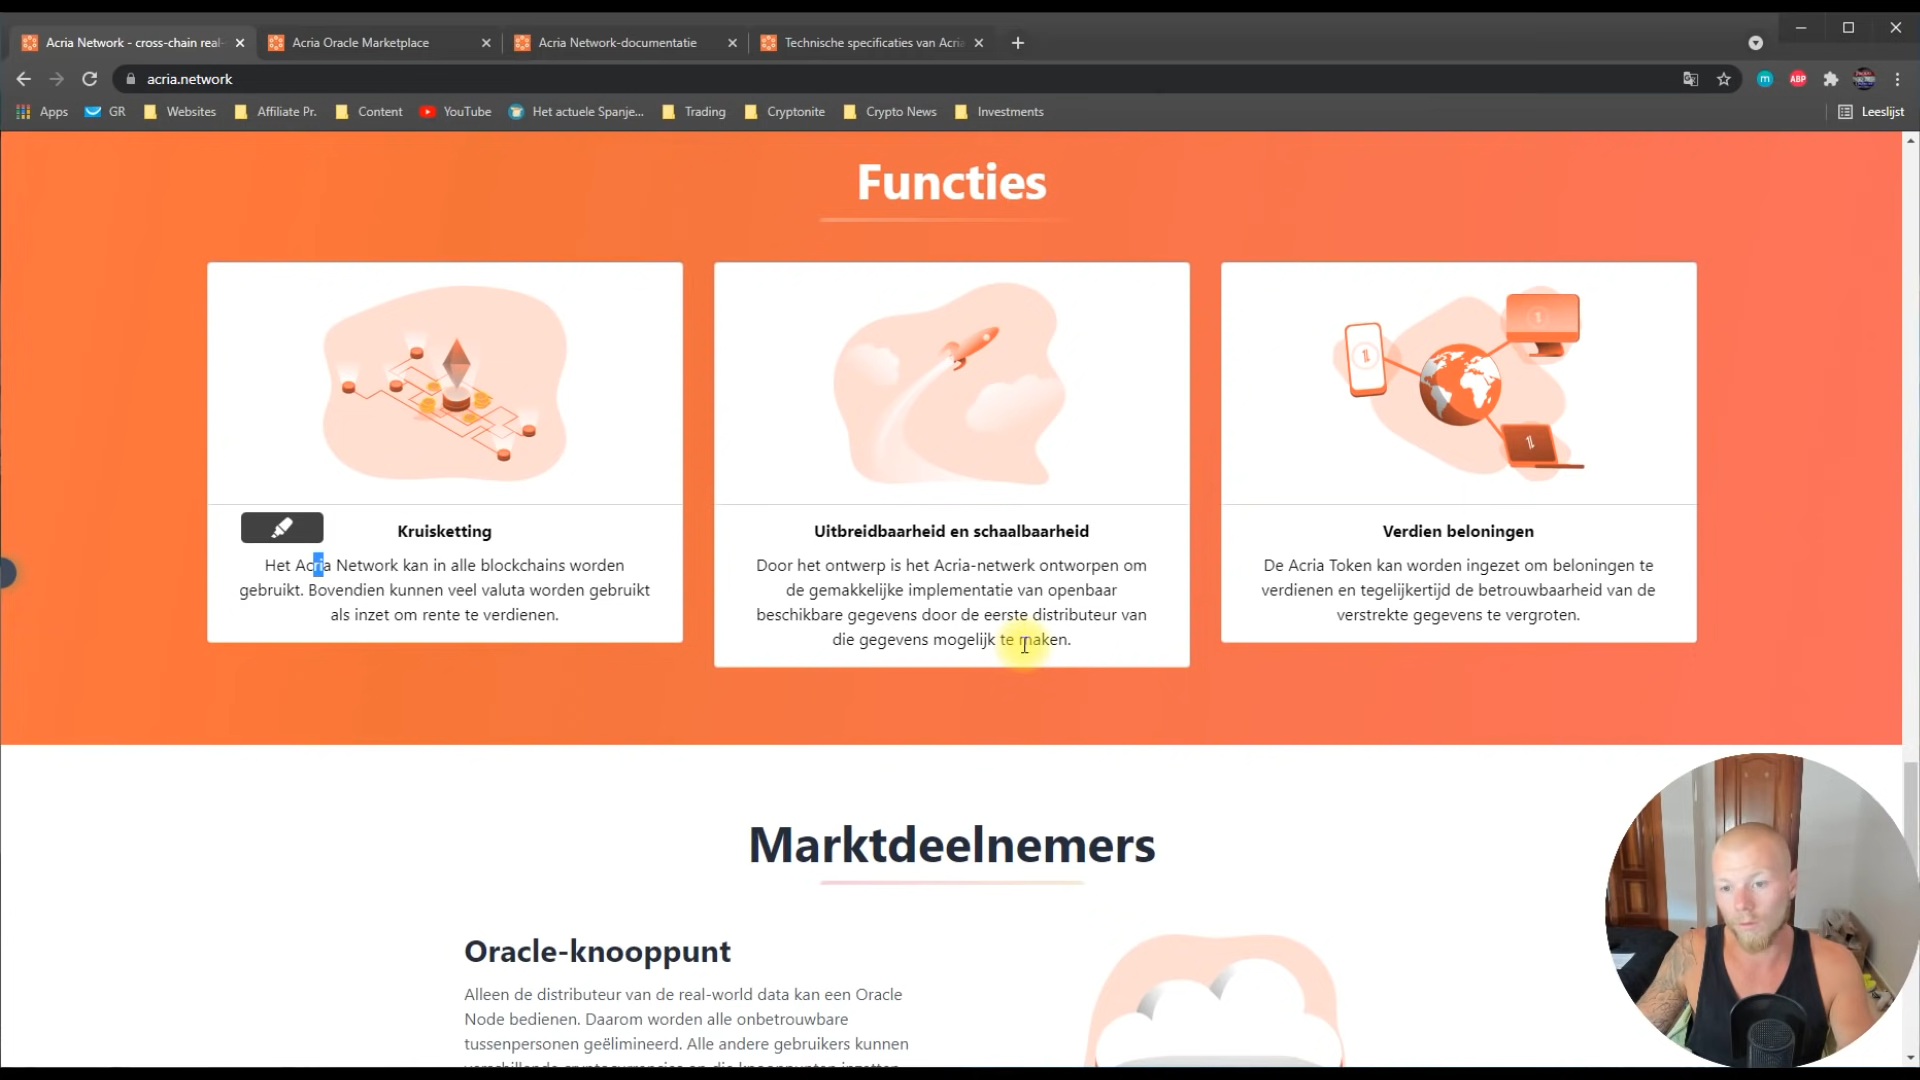 Acria Network - cross-chain real-
Acria Oracle Marketplace
Acria Network-documentatie
Technische specificaties van Acria
acria.network
ABP
Apps
GR
Websites
Affiliate Pr.
Content
YouTube
Het actuele Spanje...
Trading
Cryptonite
Crypto News
Investments
Leeslijst
Functies
Kruisketting
Het Acria Network kan in alle blockchains worden
gebruikt. Bovendien kunnen veel valuta worden gebruikt
als inzet om rente te verdienen.
Uitbreidbaarheid en schaalbaarheid
Door het ontwerp is het Acria-netwerk ontworpen om
de gemakkelijke implementatie van openbaar
beschikbare gegevens door de eerste distributeur van
die gegevens mogelijk te maken.
Verdien beloningen
De Acria Token kan worden ingezet om beloningen te
verdienen en tegelijkertijd de betrouwbaarheid van de
verstrekte gegevens te vergroten.
Marktdeelnemers
Oracle-knooppunt
Alleen de distributeur van de real-world data kan een Oracle
Node bedienen. Daarom worden alle onbetrouwbare
tussenpersonen geëlimineerd. Alle andere gebruikers kunnen